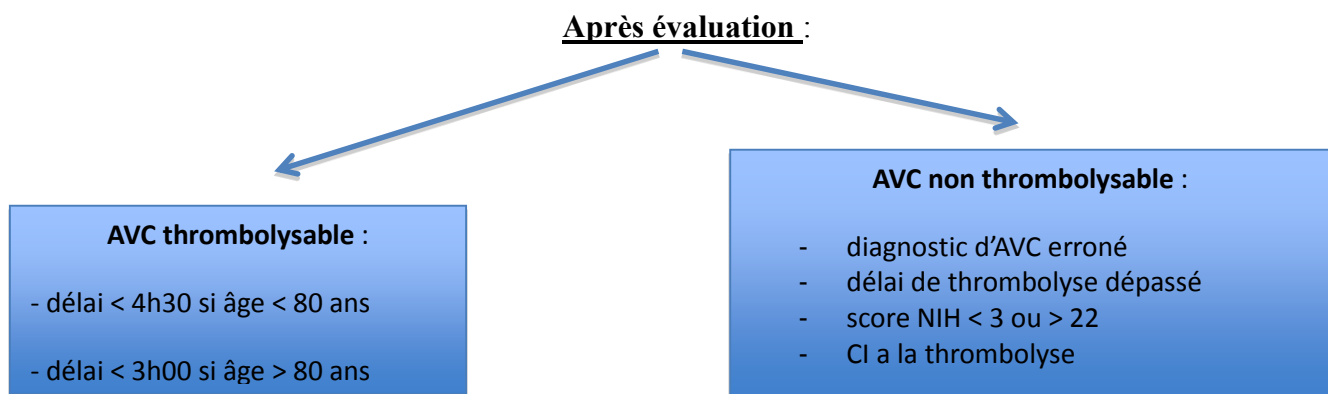 Après évaluation :
AVC thrombolysable :
- délai < 4h30 si âge < 80 ans
- délai < 3h00 si âge > 80 ans
AVC non thrombolysable :
- diagnostic d’AVC erroné
- délai de thrombolyse dépassé
- score NIH < 3 ou > 22
- CI a la thrombolyse